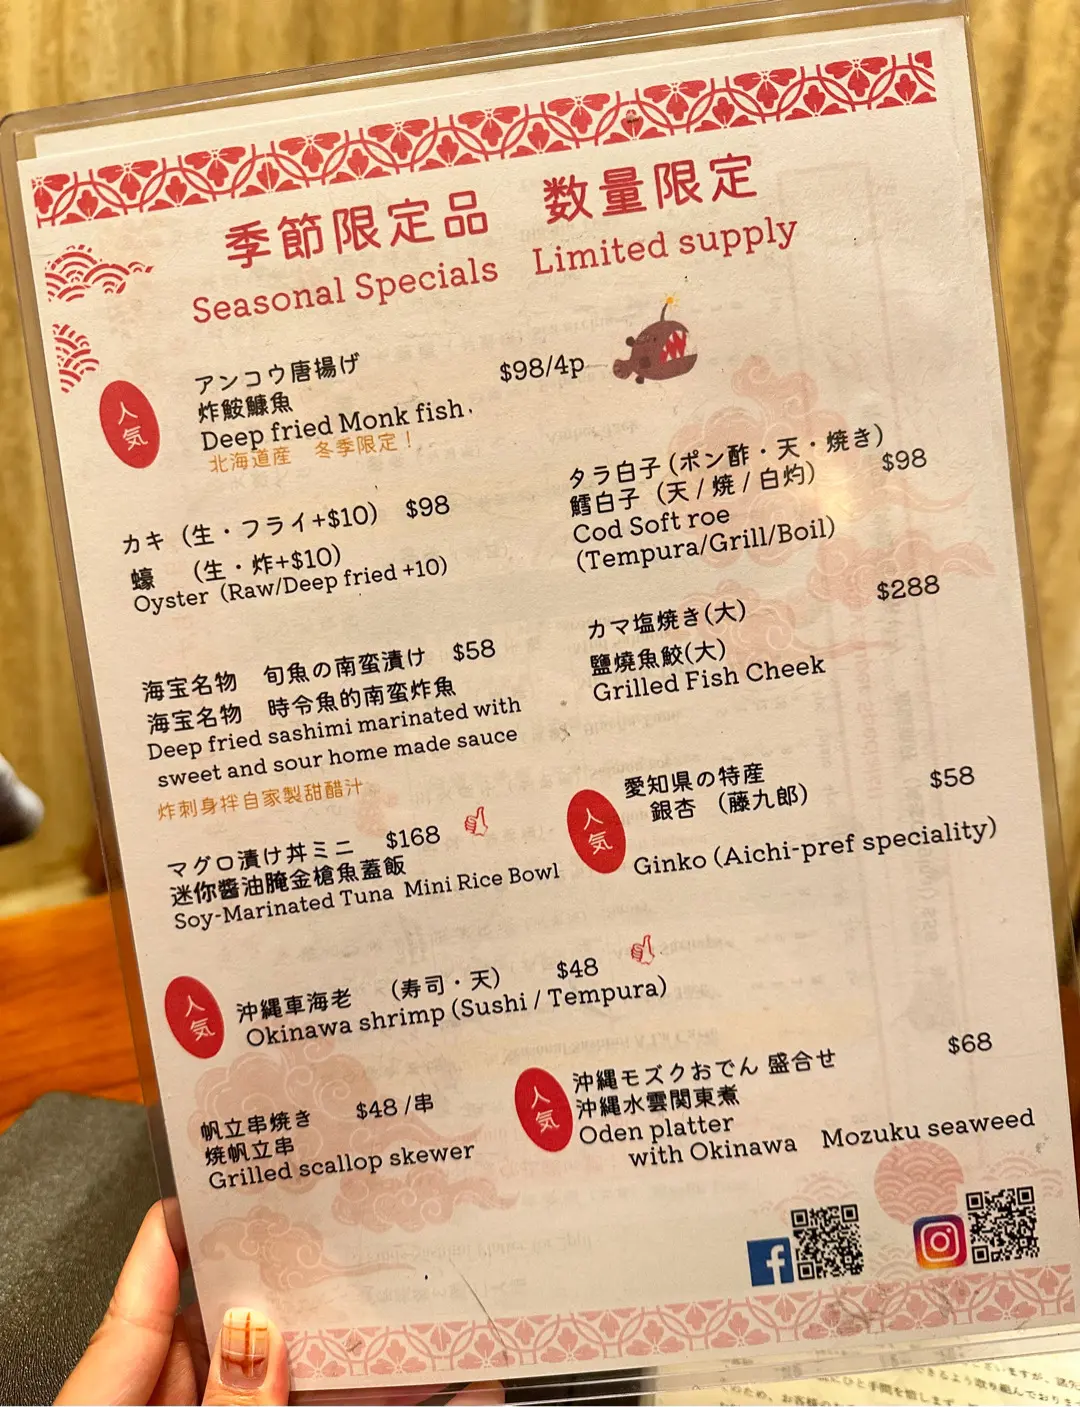 季節限定品　数量限定
Seasonal Specials　Limited supply
人気
アンコウ唐揚げ　$98/4p
炸鮟鱇魚
Deep fried Monk fish.
北海道産　冬季限定！
カキ（生・フライ+$10）　$98
蠔　（生・炸+$10）
Oyster (Raw/Deep fried +10)
タラ白子（ポン酢・天・焼き）
$98
鱈白子（天 / 燒 / 白灼）
Cod Soft roe
(Tempura/Grill/Boil)
海宝名物　旬魚の南蛮漬け　$58
海宝名物　時令魚的南蛮炸魚
Deep fried sashimi marinated with
sweet and sour home made sauce
炸刺身拌自家製甜醋汁
$288
カマ塩焼き(大)
鹽燒魚鮫(大)
Grilled Fish Cheek
マグロ漬け丼ミニ　$168
迷你醬油腌金槍魚蓋飯
Soy-Marinated Tuna Mini Rice Bowl
人気
愛知県の特産　$58
銀杏　（藤九郎）
Ginko (Aichi-pref speciality)
人気
沖縄車海老　（寿司・天）　$48
Okinawa shrimp (Sushi / Tempura)
帆立串焼き　$48 /串
焼帆立串
Grilled scallop skewer
人気
沖縄モズクおでん 盛合せ　$68
沖縄水雲関東煮
Oden platter
with Okinawa　Mozuku seaweed